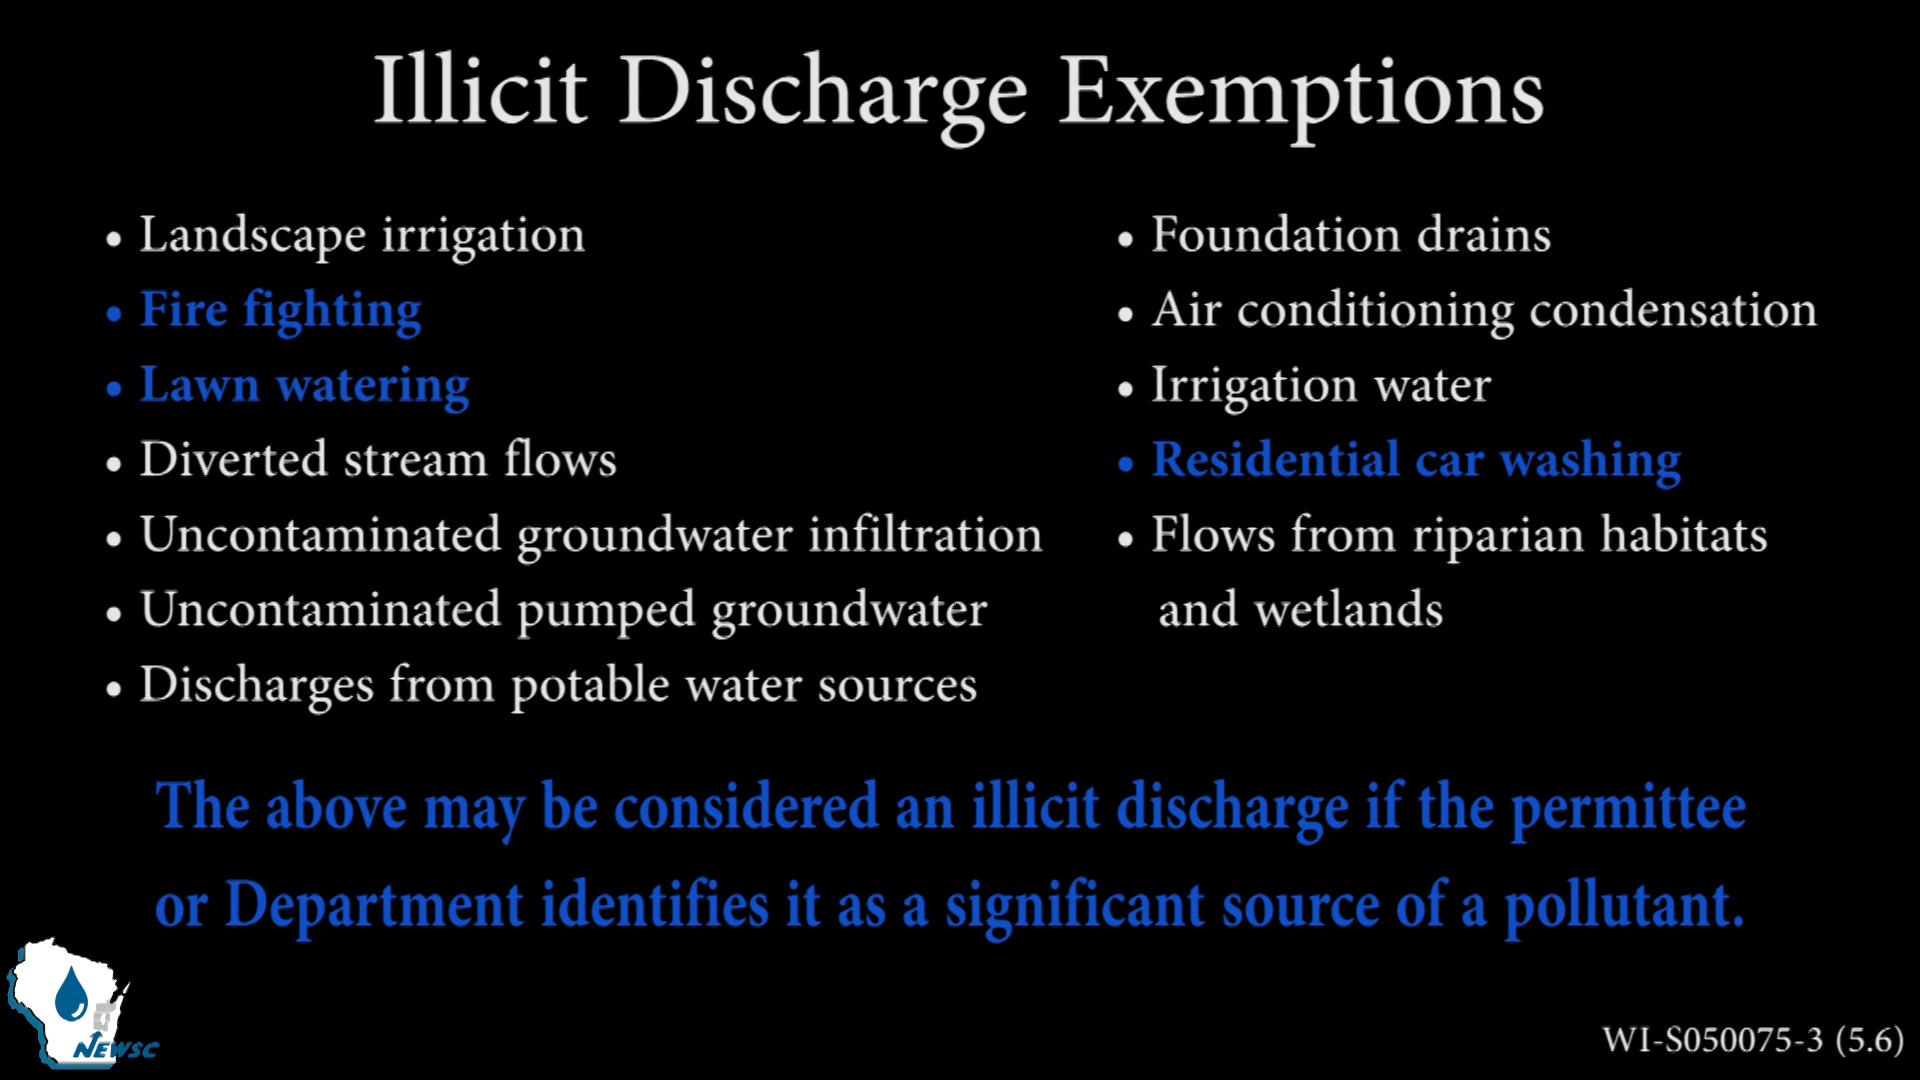 Illicit Discharge Exemptions
• Landscape irrigation
• Fire fighting
• Lawn watering
• Diverted stream flows
• Uncontaminated groundwater infiltration
• Uncontaminated pumped groundwater
• Discharges from potable water sources
• Foundation drains
• Air conditioning condensation
• Irrigation water
• Residential car washing
• Flows from riparian habitats
and wetlands
The above may be considered an illicit discharge if the permittee
or Department identifies it as a significant source of a pollutant.
NEWSC
WI-S050075-3 (5.6)